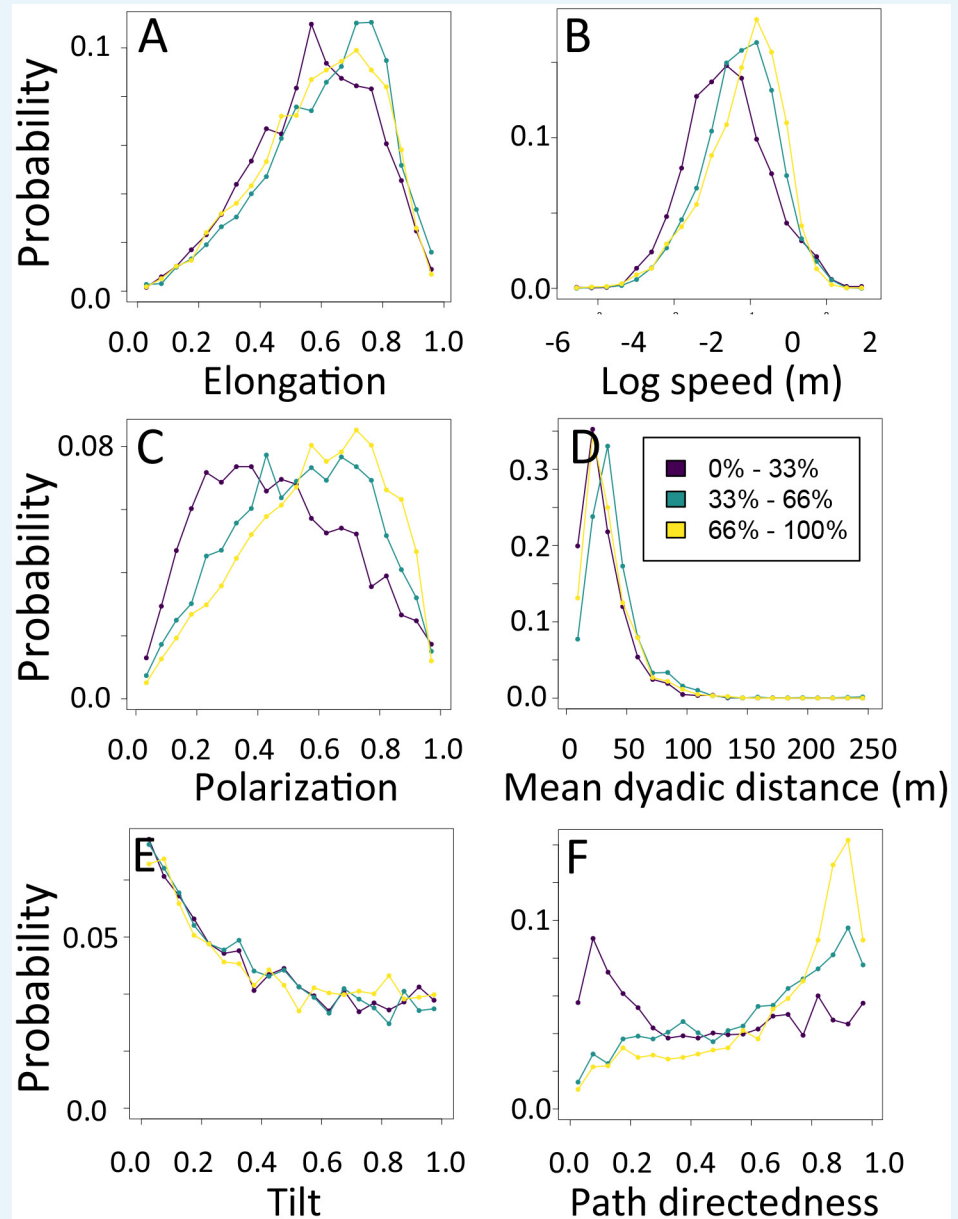 A
B
Probability
0.1
0.0
0.1
0.0
0.0 0.2 0.4 0.6 0.8 1.0
-6 -4 -2 0 2
Elongation
Log speed (m)
C
D
Probability
0.08
0.0
0.3
0.2
0.1
0.0
0% - 33%
33% - 66%
66% - 100%
0.0 0.2 0.4 0.6 0.8 1.0
0 50 100 150 200 250
Polarization
Mean dyadic distance (m)
E
F
Probability
0.05
0.0
0.1
0.0
0.0 0.2 0.4 0.6 0.8 1.0
0.0 0.2 0.4 0.6 0.8 1.0
Tilt
Path directedness